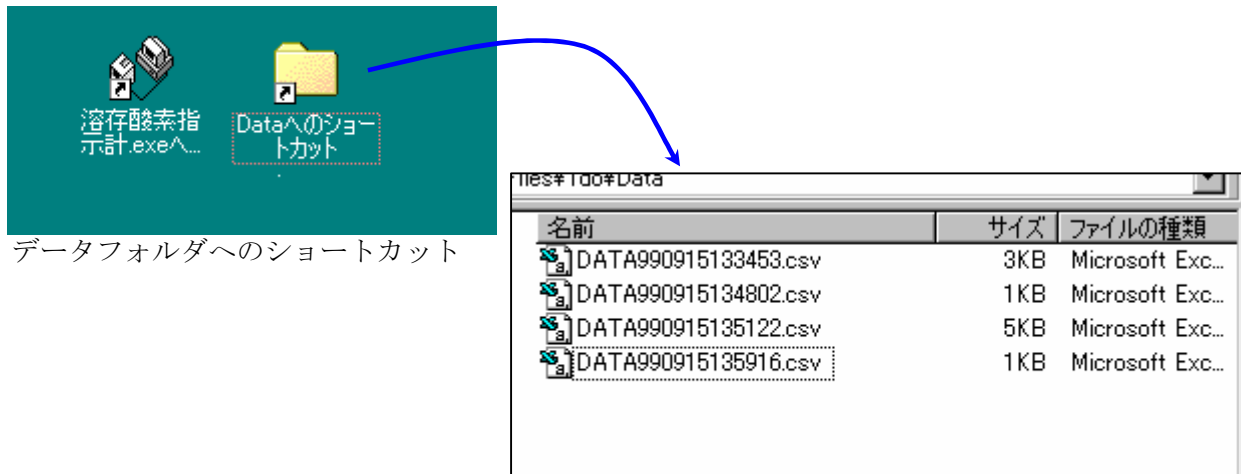 溶存酸素指
示計.exeへ...
Dataへのショー
トカット
データフォルダへのショートカット
Files¥Tdo¥Data
名前 サイズ ファイルの種類
DATA990915133453.csv 3KB Microsoft Exc...
DATA990915134802.csv 1KB Microsoft Exc...
DATA990915135122.csv 5KB Microsoft Exc...
DATA990915135916.csv 1KB Microsoft Exc...